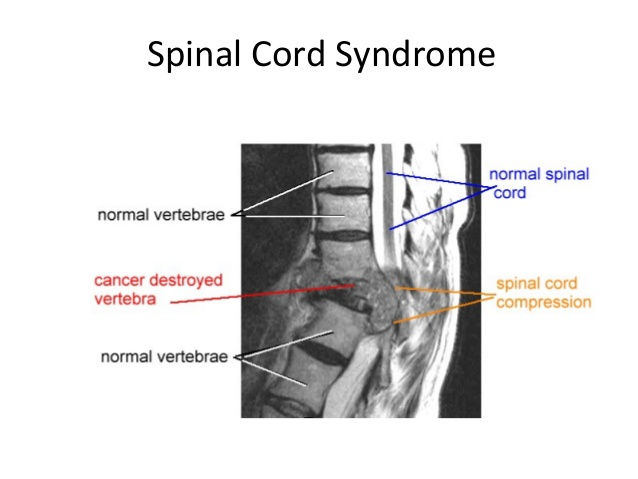 Spinal Cord Syndrome
normal spinal
cord
normal vertebrae
cancer destroyed
vertebra
spinal cord
compression
normal vertebrae